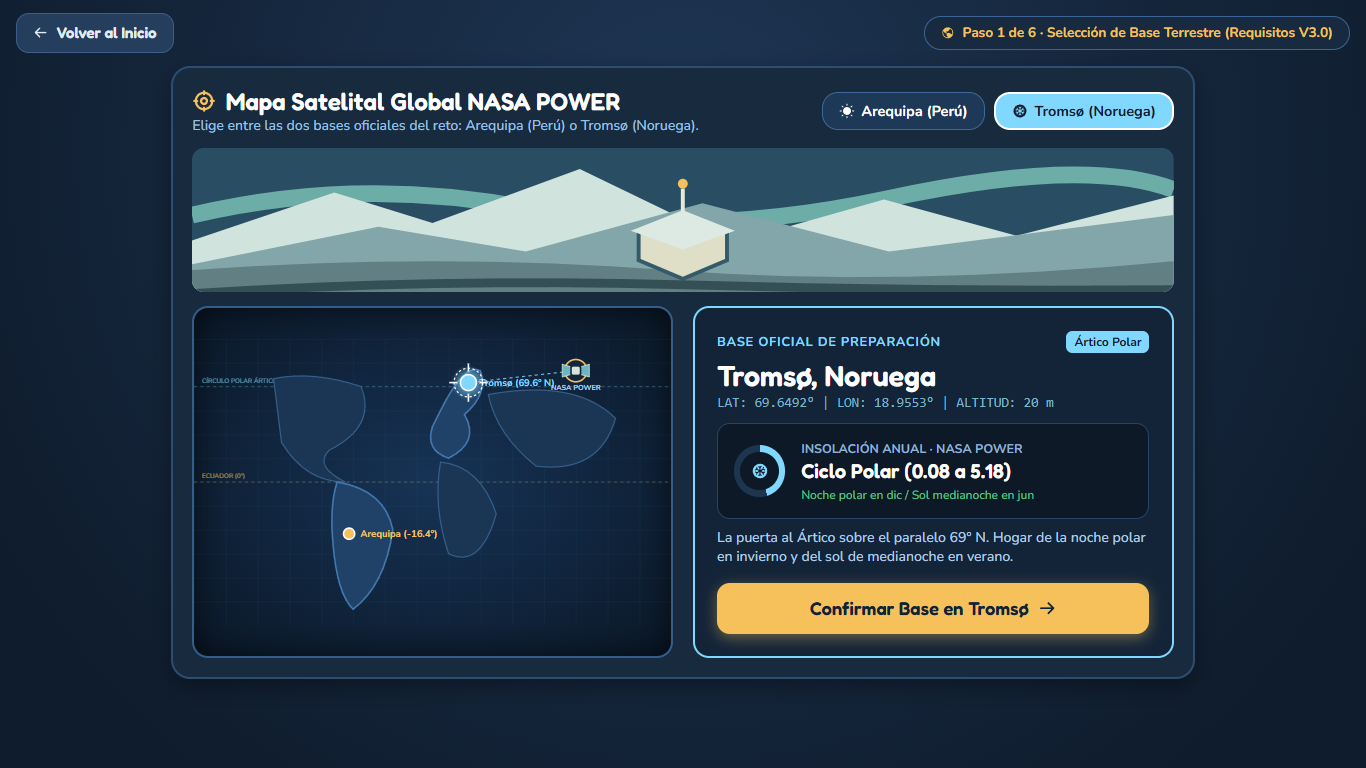 Volver al Inicio
Paso 1 de 6 · Selección de Base Terrestre (Requisitos V3.0)
Mapa Satelital Global NASA POWER
Elige entre las dos bases oficiales del reto: Arequipa (Perú) o Tromsø (Noruega).
Arequipa (Perú)
Tromsø (Noruega)
CÍRCULO POLAR ÁRTICO
Tromsø (69.6° N)
NASA POWER
ECUADOR (0°)
Arequipa (-16.4°)
BASE OFICIAL DE PREPARACIÓN
Ártico Polar
Tromsø, Noruega
LAT: 69.6492° | LON: 18.9553° | ALTITUD: 20 m
INSOLACIÓN ANUAL · NASA POWER
Ciclo Polar (0.08 a 5.18)
Noche polar en dic / Sol medianoche en jun
La puerta al Ártico sobre el paralelo 69° N. Hogar de la noche polar
en invierno y del sol de medianoche en verano.
Confirmar Base en Tromsø